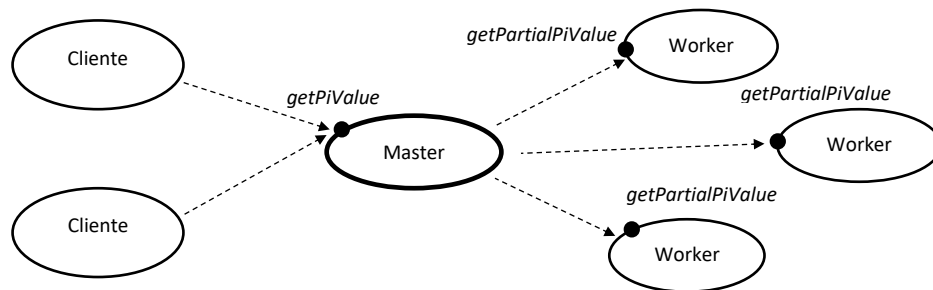 Cliente
getPiValue
Master
Cliente
getPartialPiValue
Worker
getPartialPiValue
Worker
getPartialPiValue
Worker